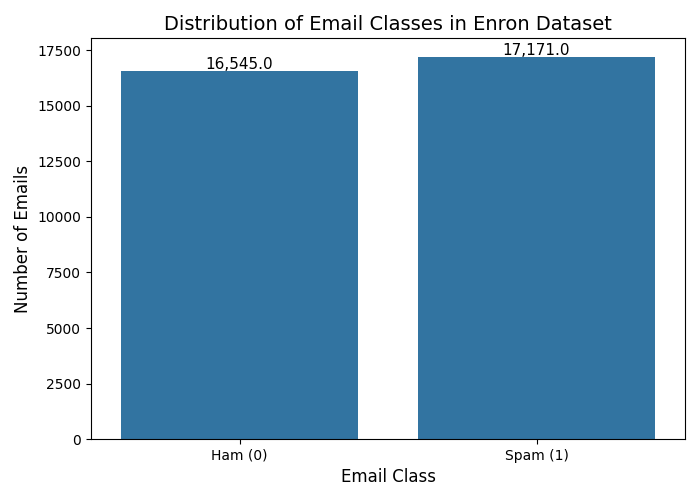 Distribution of Email Classes in Enron Dataset
17500
15000
12500
10000
7500
5000
2500
0
Number of Emails
16,545.0
17,171.0
Ham (0)
Spam (1)
Email Class